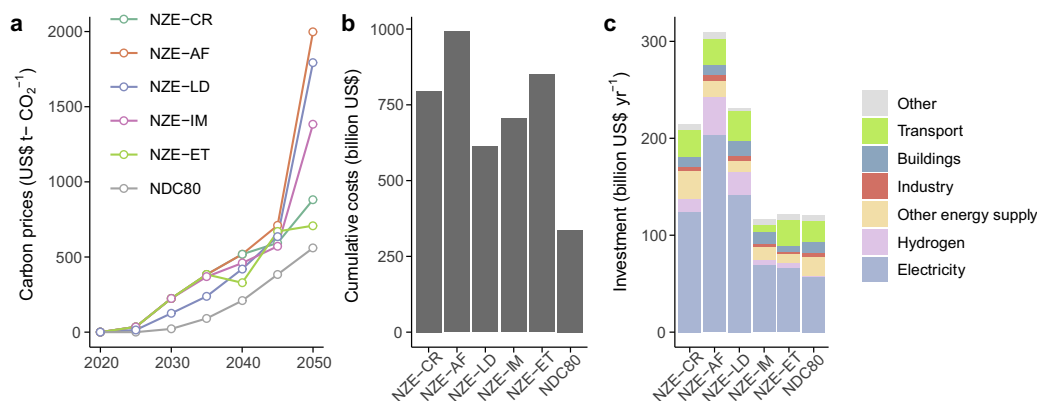 a
Carbon prices (US$ t− CO₂⁻¹)
2000
1500
1000
500
0
2020
2030
2040
2050
NZE−CR
NZE−AF
NZE−LD
NZE−IM
NZE−ET
NDC80
b
Cumulative costs (billion US$)
1000
750
500
250
0
NZE−CR
NZE−AF
NZE−LD
NZE−IM
NZE−ET
NDC80
c
Investment (billion US$ yr⁻¹)
300
200
100
0
NZE−CR
NZE−AF
NZE−LD
NZE−IM
NZE−ET
NDC80
Other
Transport
Buildings
Industry
Other energy supply
Hydrogen
Electricity